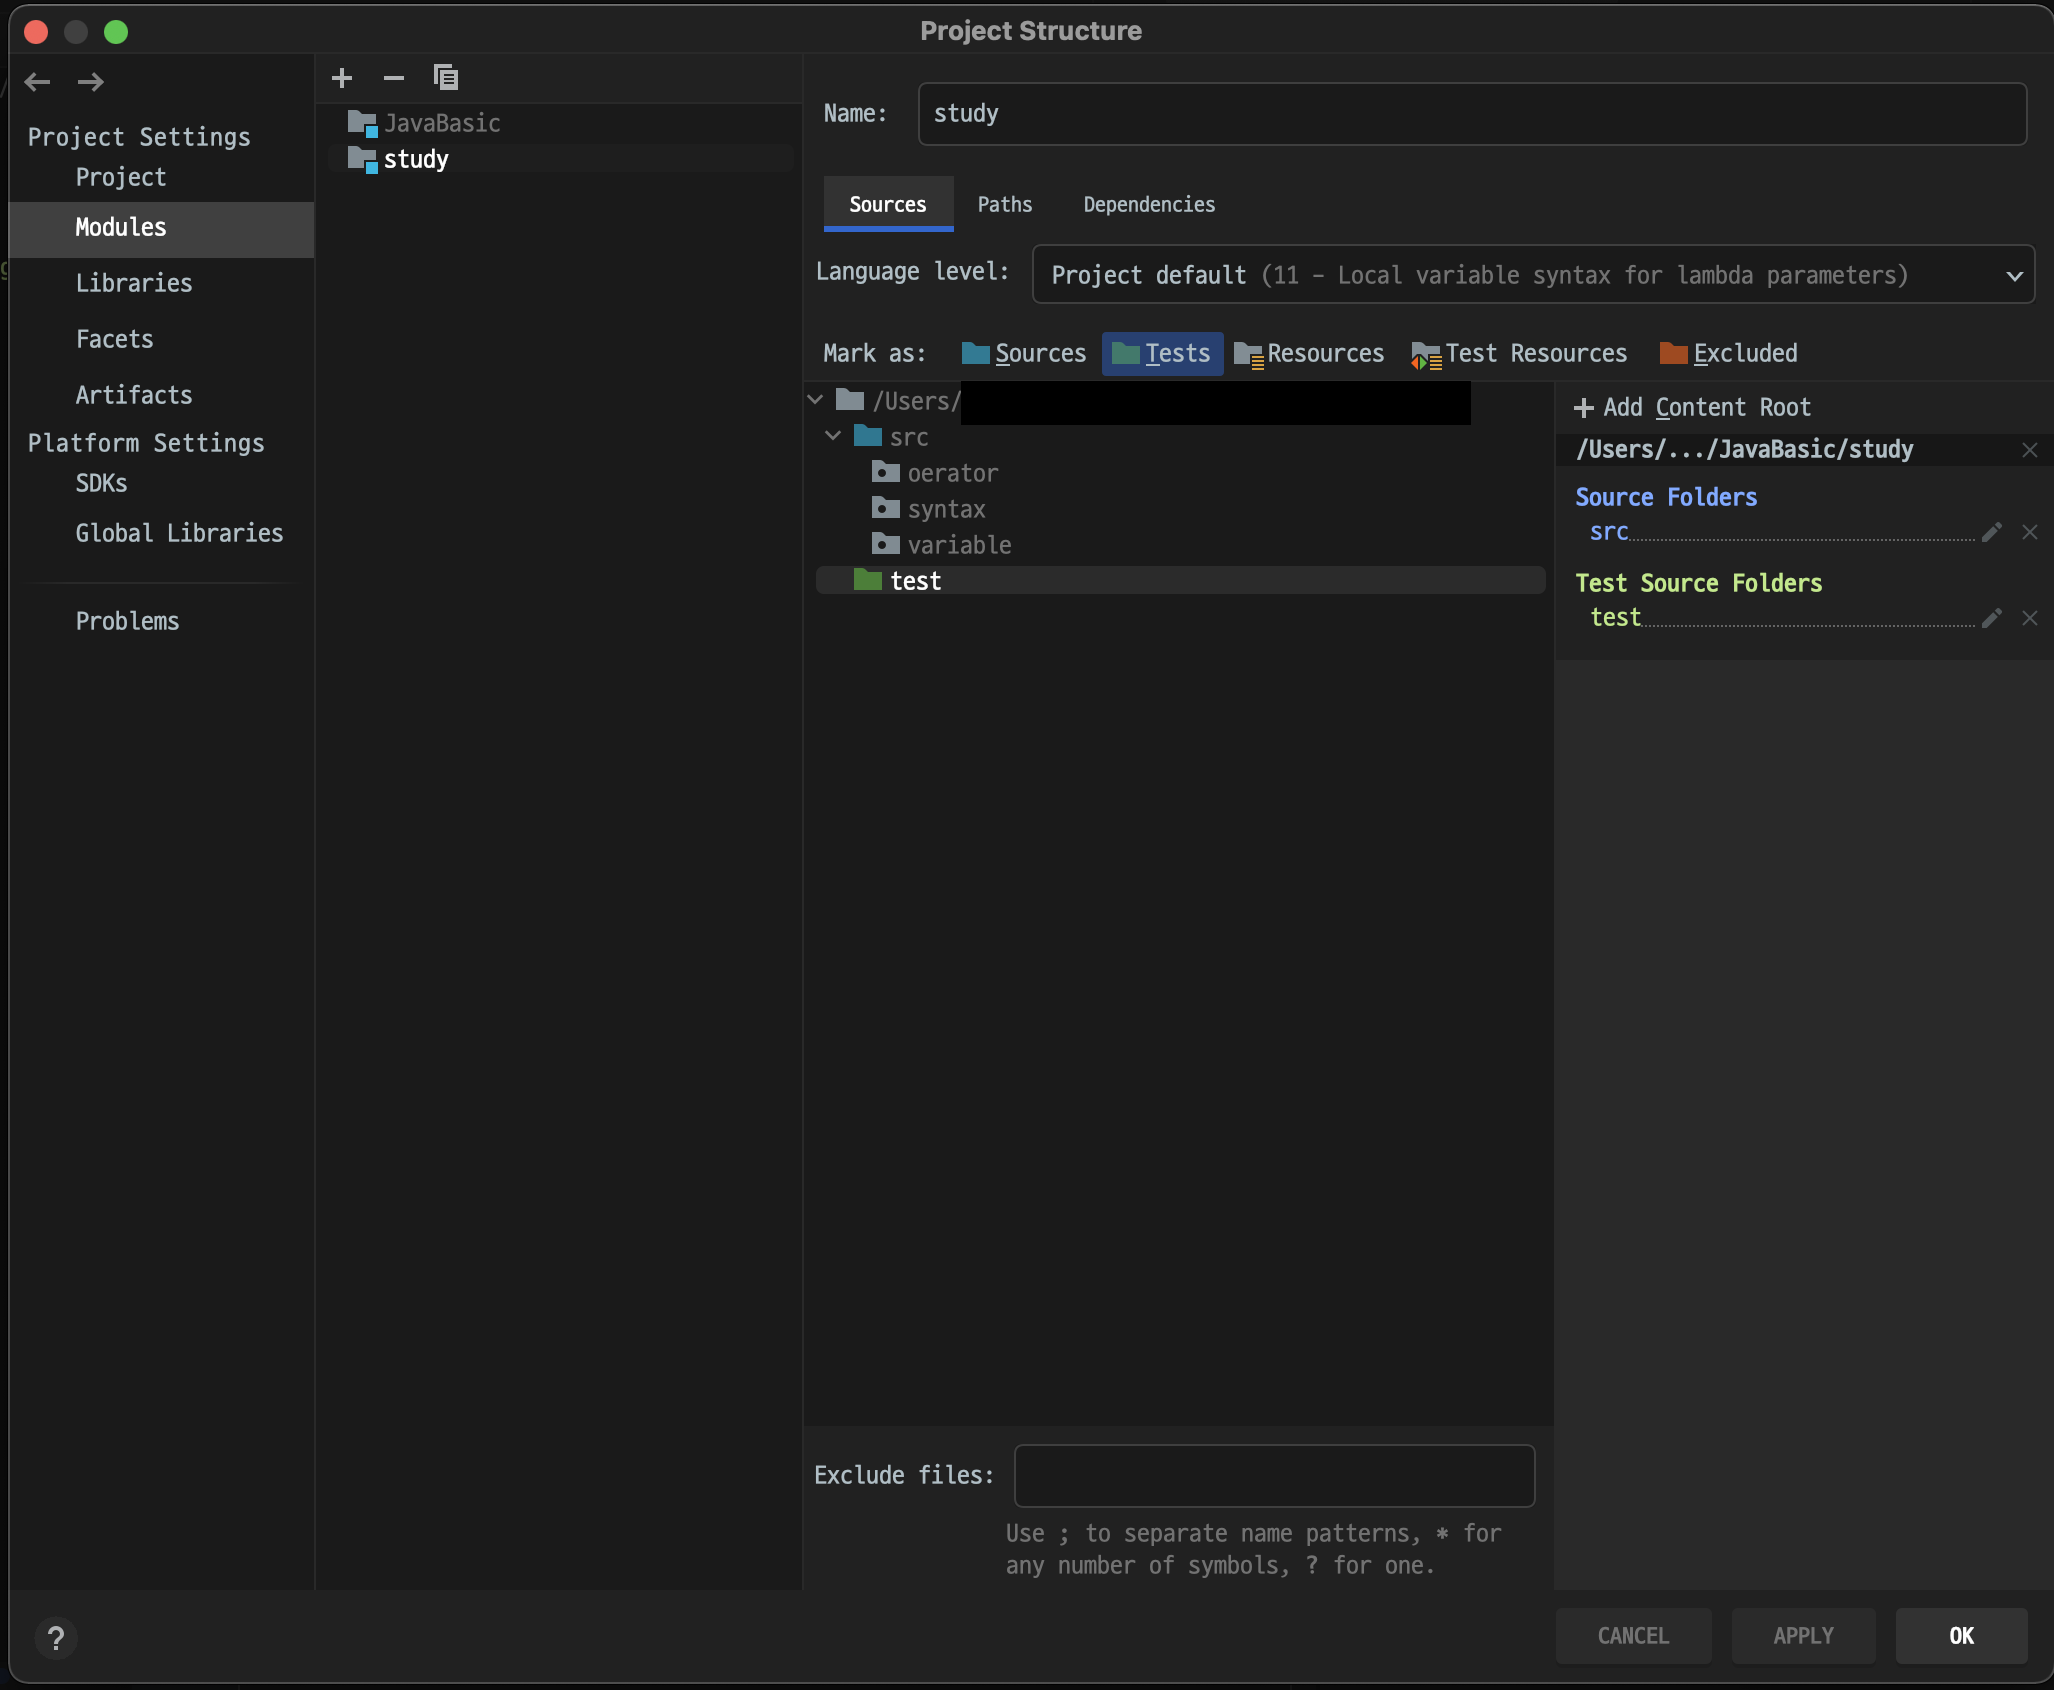 Project Structure
Project Settings
Project
Modules
Libraries
Facets
Artifacts
Platform Settings
SDKs
Global Libraries
Problems
JavaBasic
study
Name: study
Sources Paths Dependencies
Language level: Project default (11 - Local variable syntax for lambda parameters)
Mark as: Sources Tests Resources Test Resources Excluded
/Users/
src
oerator
syntax
variable
test
Add Content Root
/Users/.../JavaBasic/study
Source Folders
src
Test Source Folders
test
Exclude files:
Use ; to separate name patterns, * for
any number of symbols, ? for one.
?
CANCEL APPLY OK